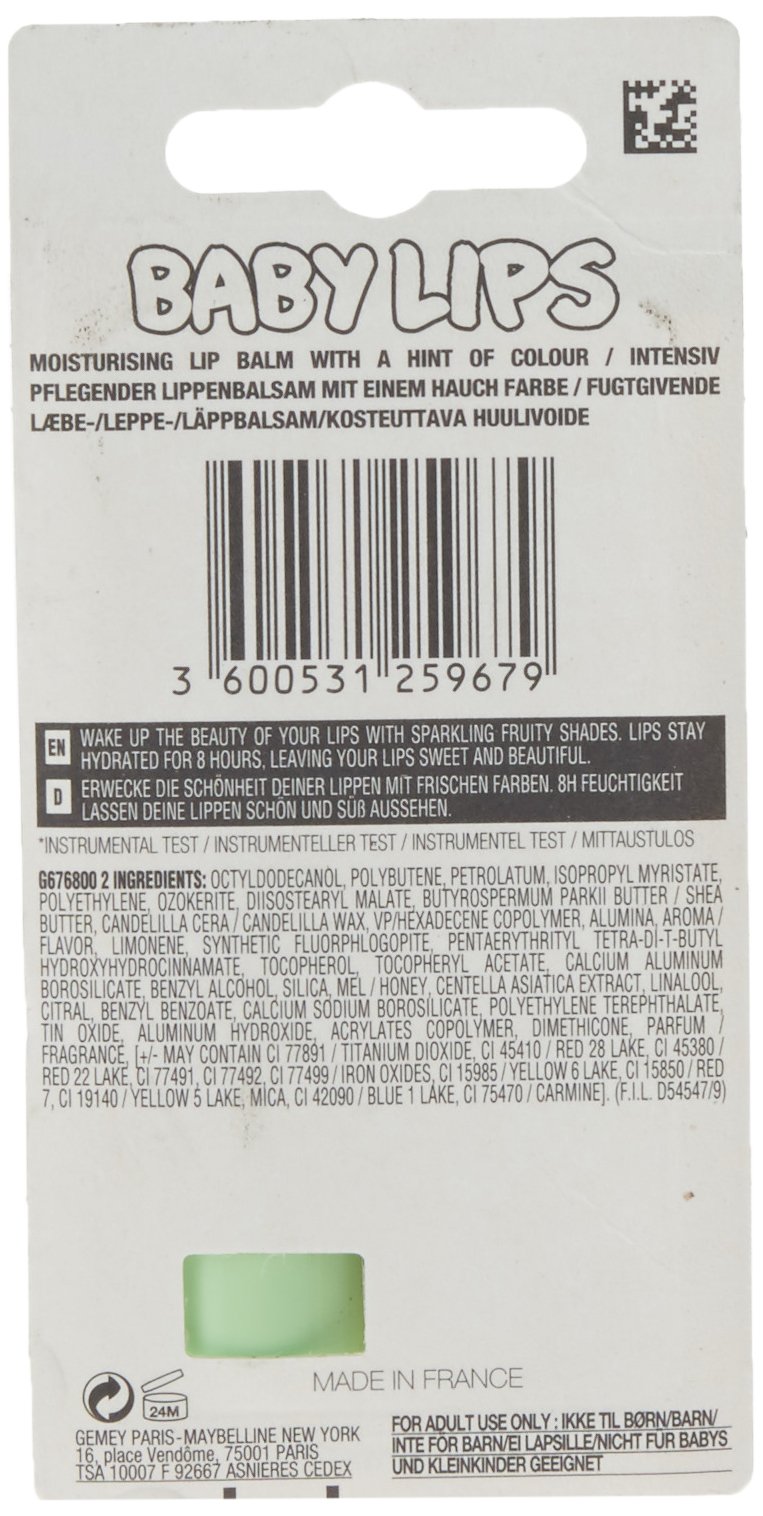 BABY LIPS
MOISTURISING LIP BALM WITH A HINT OF COLOUR / INTENSIV
PFLEGENDER LIPPENBALSAM MIT EINEM HAUCH FARBE / FUGTGIVENDE
LÆBE-/LEPPE-/LÄPPBALSAM/KOSTEUTTAVA HUULIVOIDE
3 600531 259679
EN WAKE UP THE BEAUTY OF YOUR LIPS WITH SPARKLING FRUITY SHADES. LIPS STAY
HYDRATED FOR 8 HOURS, LEAVING YOUR LIPS SWEET AND BEAUTIFUL.
D ERWECKE DIE SCHÖNHEIT DEINER LIPPEN MIT FRISCHEN FARBEN. 8H FEUCHTIGKEIT
LASSEN DEINE LIPPEN SCHÖN UND SÜß AUSSEHEN.
*INSTRUMENTAL TEST / INSTRUMENTELLER TEST / INSTRUMENTEL TEST / MITTAUSTULOS
G676800 2 INGREDIENTS: OCTYLDODECANOL, POLYBUTENE, PETROLATUM, ISOPROPYL MYRISTATE,
POLYETHYLENE, OZOKERITE, DIISOSTEARYL MALATE, BUTYROSPERMUM PARKII BUTTER / SHEA
BUTTER, CANDELILLA CERA / CANDELILLA WAX, VP/HEXADECENE COPOLYMER, ALUMINA, AROMA /
FLAVOR, LIMONENE, SYNTHETIC FLUORPHLOGOPITE, PENTAERYTHRITYL TETRA-DI-T-BUTYL
HYDROXYHYDROCINNAMATE, TOCOPHEROL, TOCOPHERYL ACETATE, CALCIUM ALUMINUM
BOROSILICATE, BENZYL ALCOHOL, SILICA, MEL / HONEY, CENTELLA ASIATICA EXTRACT, LINALOOL,
CITRAL, BENZYL BENZOATE, CALCIUM SODIUM BOROSILICATE, POLYETHYLENE TEREPHTHALATE,
TIN OXIDE, ALUMINUM HYDROXIDE, ACRYLATES COPOLYMER, DIMETHICONE, PARFUM /
FRAGRANCE, [+/- MAY CONTAIN CI 77891 / TITANIUM DIOXIDE, CI 45410 / RED 28 LAKE, CI 45380 /
RED 22 LAKE, CI 77491, CI 77492, CI 77499 / IRON OXIDES, CI 15985 / YELLOW 6 LAKE, CI 15850 / RED
7, CI 19140 / YELLOW 5 LAKE, MICA, CI 42090 / BLUE 1 LAKE, CI 75470 / CARMINE]. (F.I.L. D54547/9)
MADE IN FRANCE
24M
GEMEY PARIS-MAYBELLINE NEW YORK
16, place Vendôme, 75001 PARIS
TSA 10007 F 92667 ASNIERES CEDEX
FOR ADULT USE ONLY : IKKE TIL BØRN/BARN/
INTE FÖR BARN/EI LAPSILLE/NICHT FUR BABYS
UND KLEINKINDER GEEIGNET